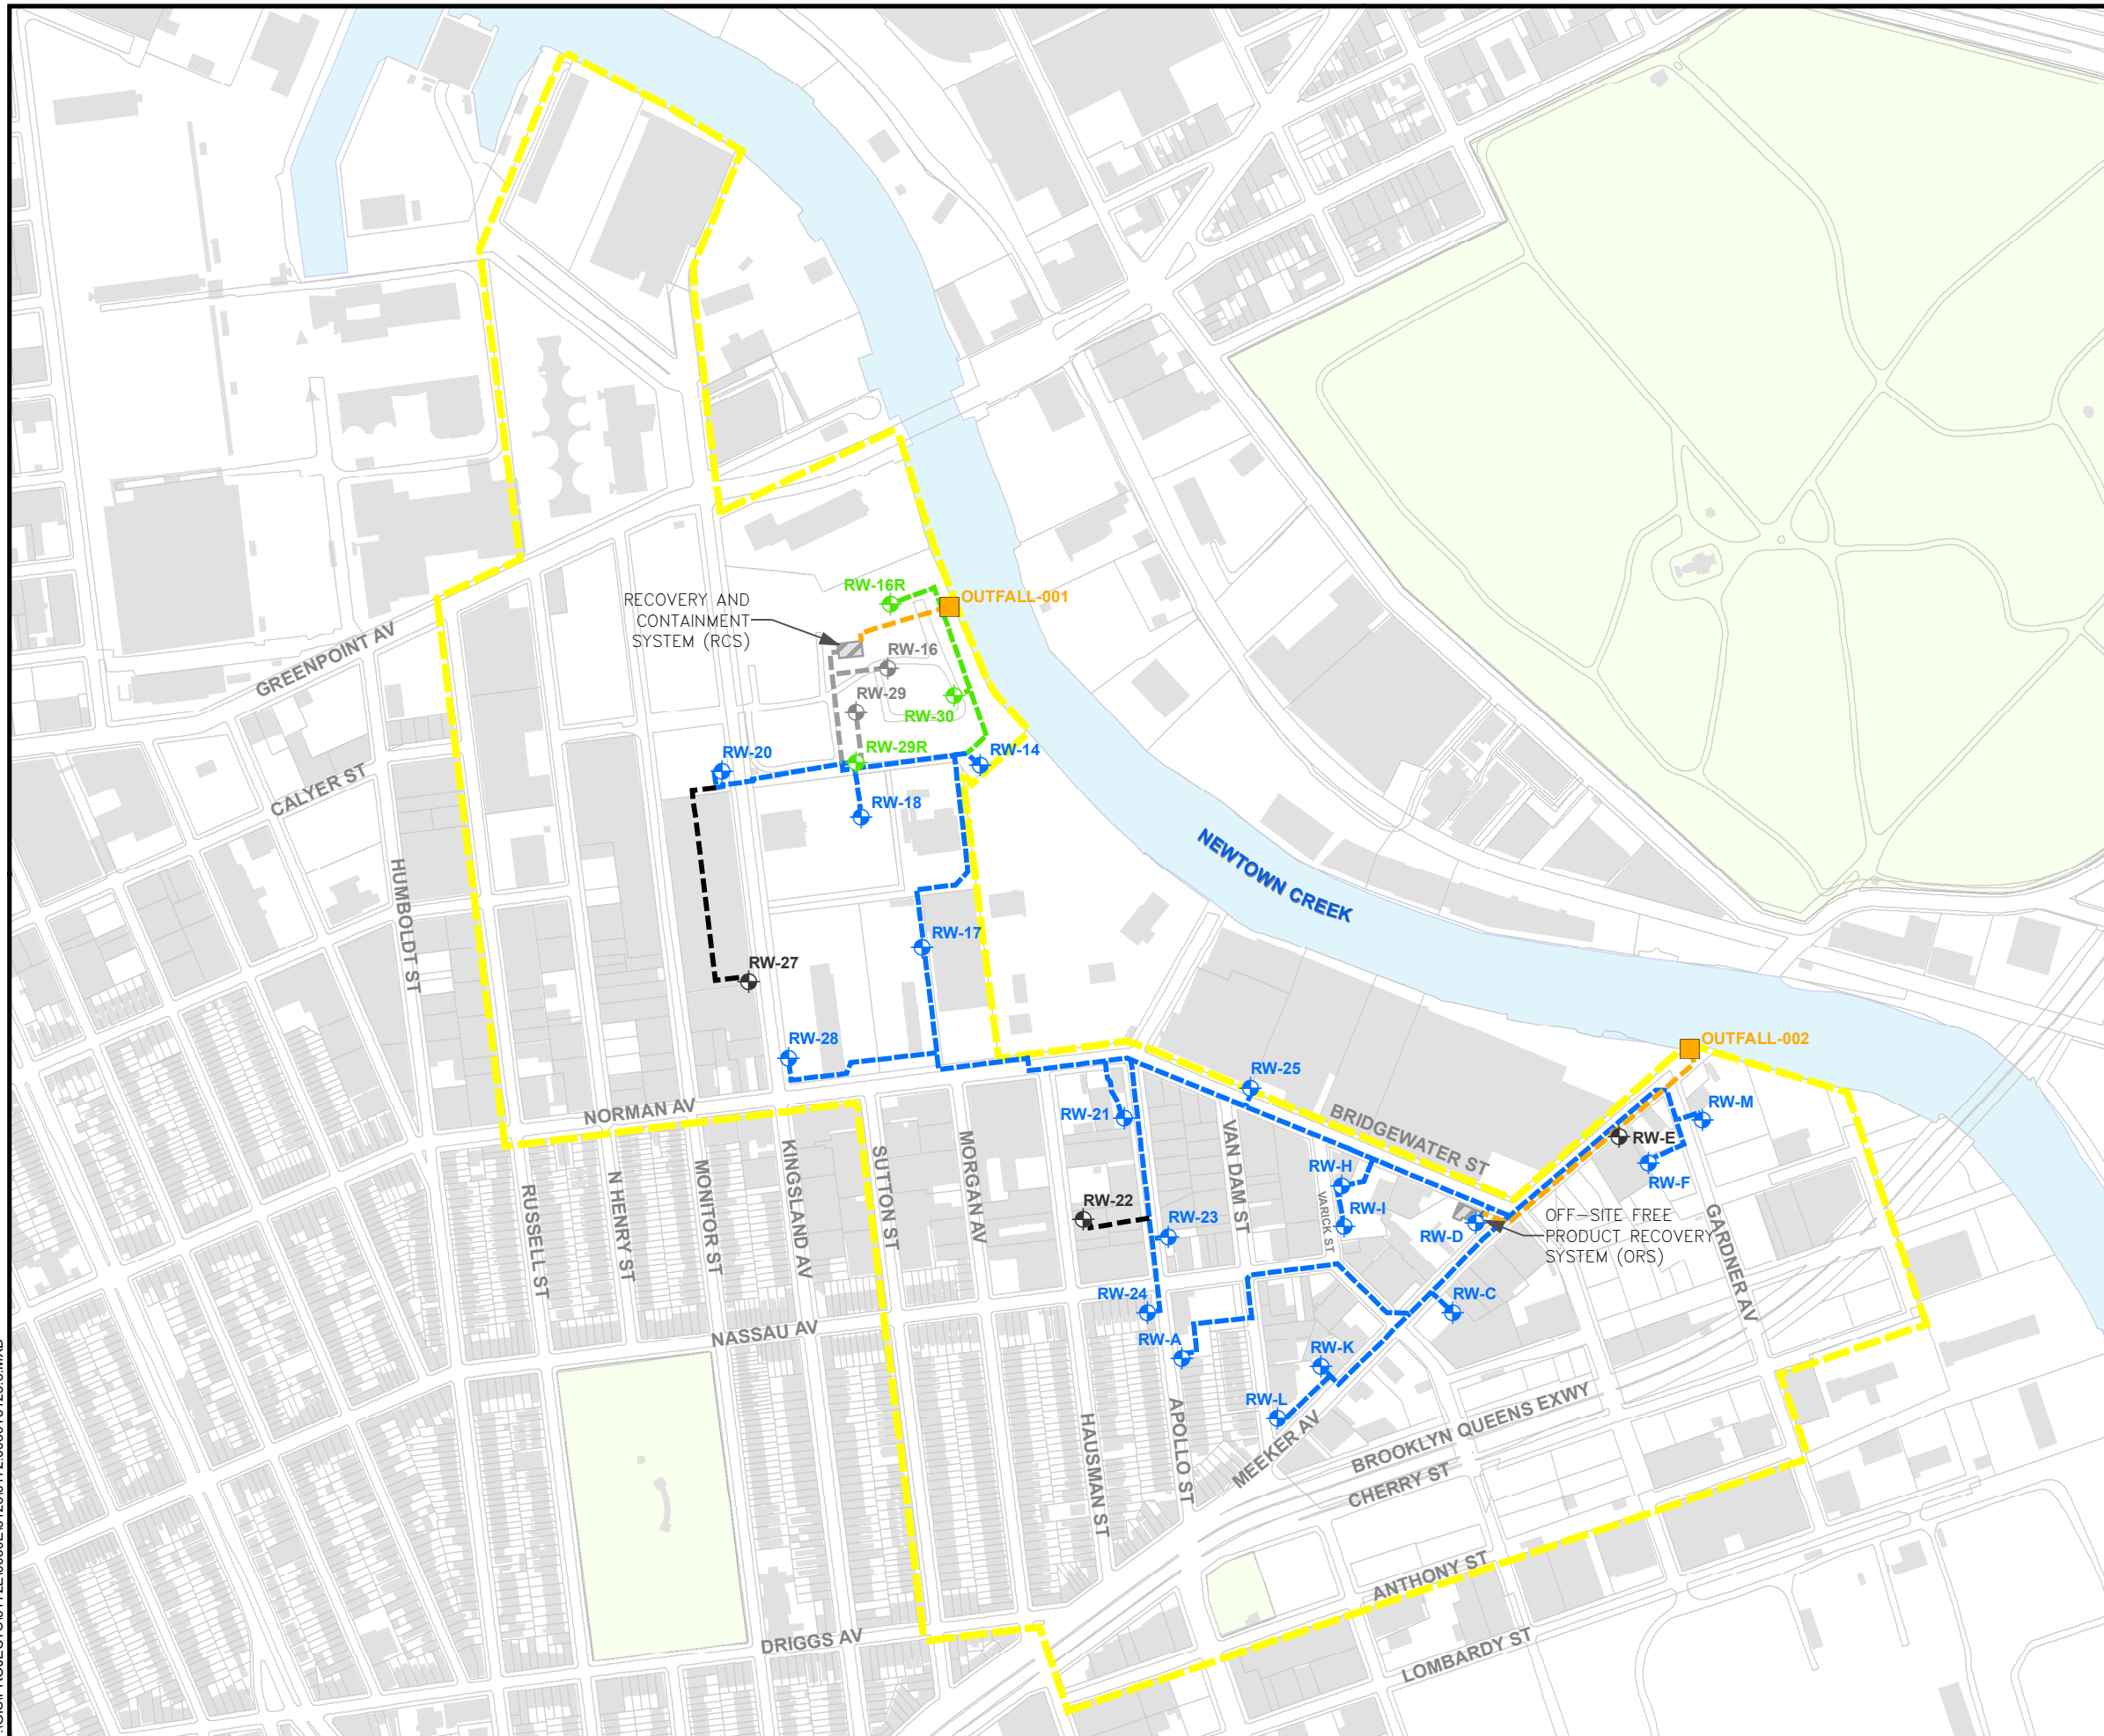 RW-16R
OUTFALL-001
RECOVERY AND
CONTAINMENT
SYSTEM (RCS)
RW-16
GREENPOINT AV
RW-29
RW-30
RW-29R
RW-14
RW-20
CALYER ST
RW-18
NEWTOWN CREEK
HUMBOLDT ST
RW-17
RW-27
RW-28
OUTFALL-002
RW-25
NORMAN AV
RW-21
BRIDGEWATER ST
RW-M
RW-E
RW-F
RUSSELL ST
N HENRY ST
MONITOR ST
KINGSLAND AV
SUTTON ST
MORGAN AV
VAN DAM ST
RW-H
VARICK ST
RW-I
RW-22
RW-23
RW-D
OFF-SITE FREE
PRODUCT RECOVERY
SYSTEM (ORS)
GARDNER AV
RW-24
RW-C
NASSAU AV
RW-A
RW-K
RW-L
HAUSMAN ST
APOLLO ST
MEEKER AV
BROOKLYN QUEENS EXWY
CHERRY ST
ANTHONY ST
DRIGGS AV
LOMBARDY ST